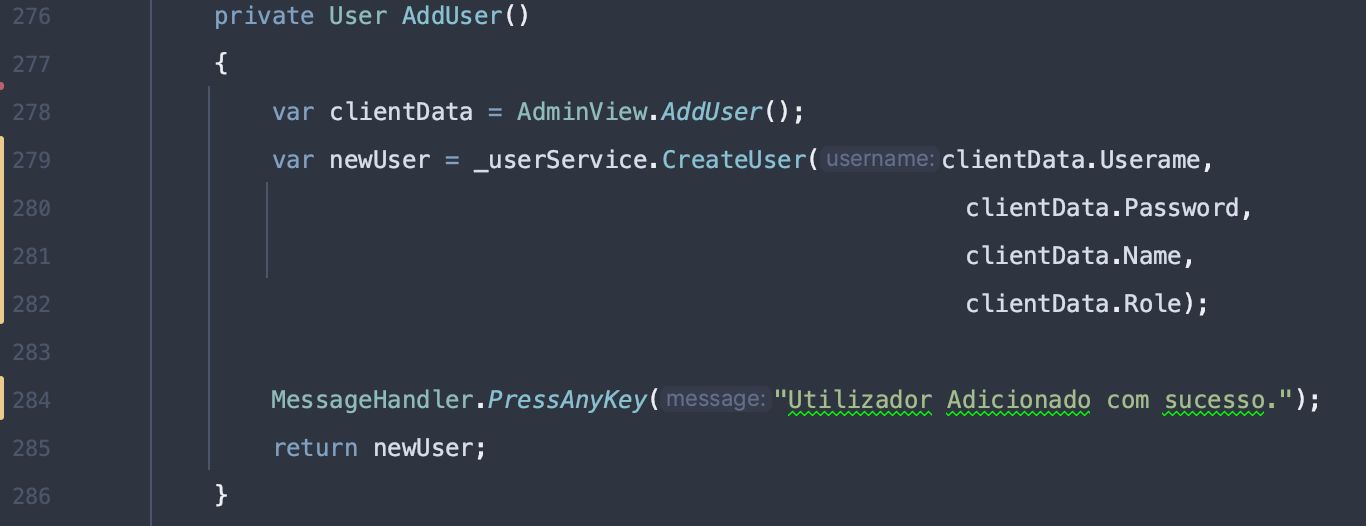 276 private User AddUser()
277 {
278 var clientData = AdminView.AddUser();
279 var newUser = _userService.CreateUser( username: clientData.Userame,
280 clientData.Password,
281 clientData.Name,
282 clientData.Role);
283
284 MessageHandler.PressAnyKey( message: "Utilizador Adicionado com sucesso.");
285 return newUser;
286 }